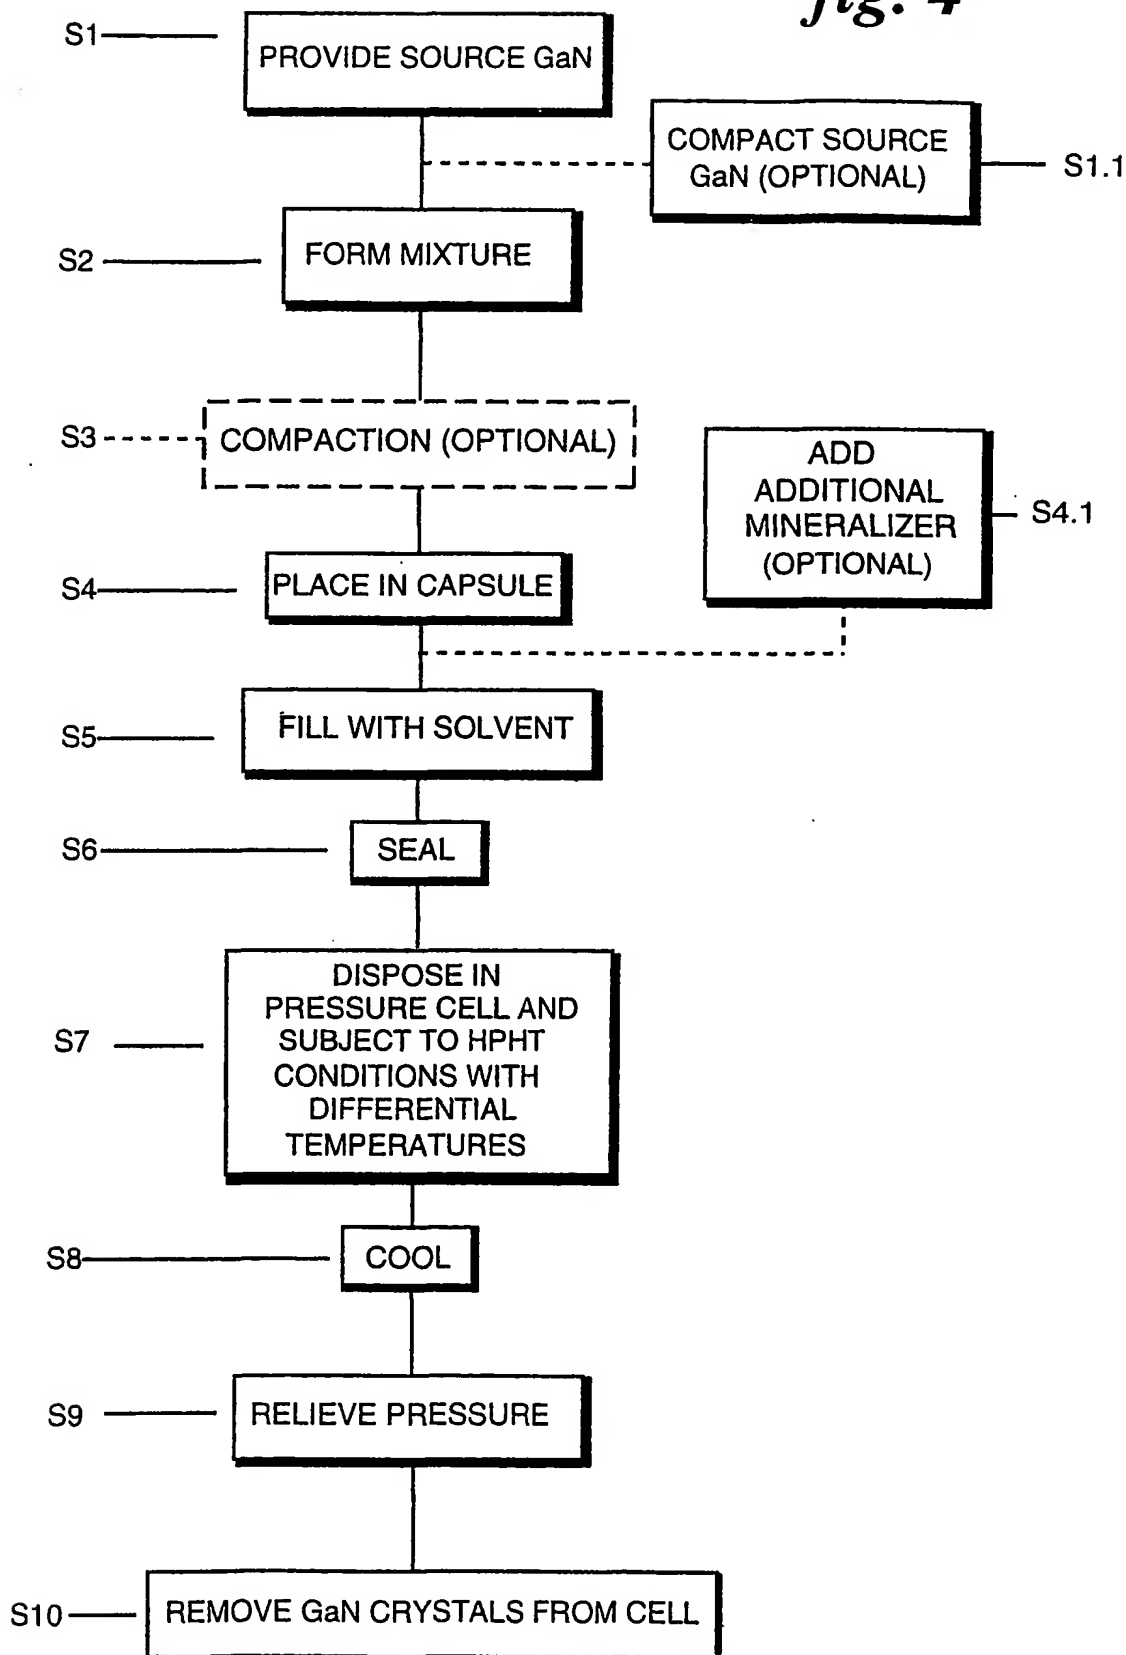 fig. 4
S1
PROVIDE SOURCE GaN
COMPACT SOURCE
GaN (OPTIONAL)
S1.1
S2
FORM MIXTURE
S3
COMPACTION (OPTIONAL)
ADD
ADDITIONAL
MINERALIZER
(OPTIONAL)
S4.1
S4
PLACE IN CAPSULE
S5
FILL WITH SOLVENT
S6
SEAL
S7
DISPOSE IN
PRESSURE CELL AND
SUBJECT TO HPHT
CONDITIONS WITH
DIFFERENTIAL
TEMPERATURES
S8
COOL
S9
RELIEVE PRESSURE
S10
REMOVE GaN CRYSTALS FROM CELL